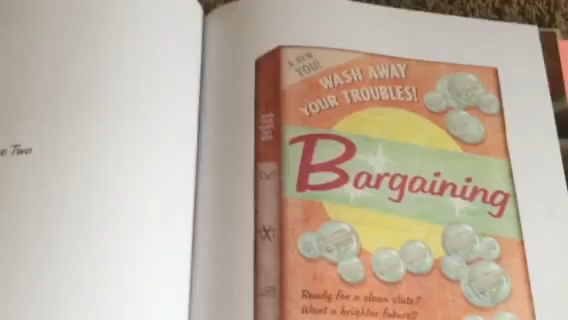 Two
A NEW
YOU!
WASH AWAY
YOUR TROUBLES!
Bargaining
Ready for a clean slate?
Want a brighter future?